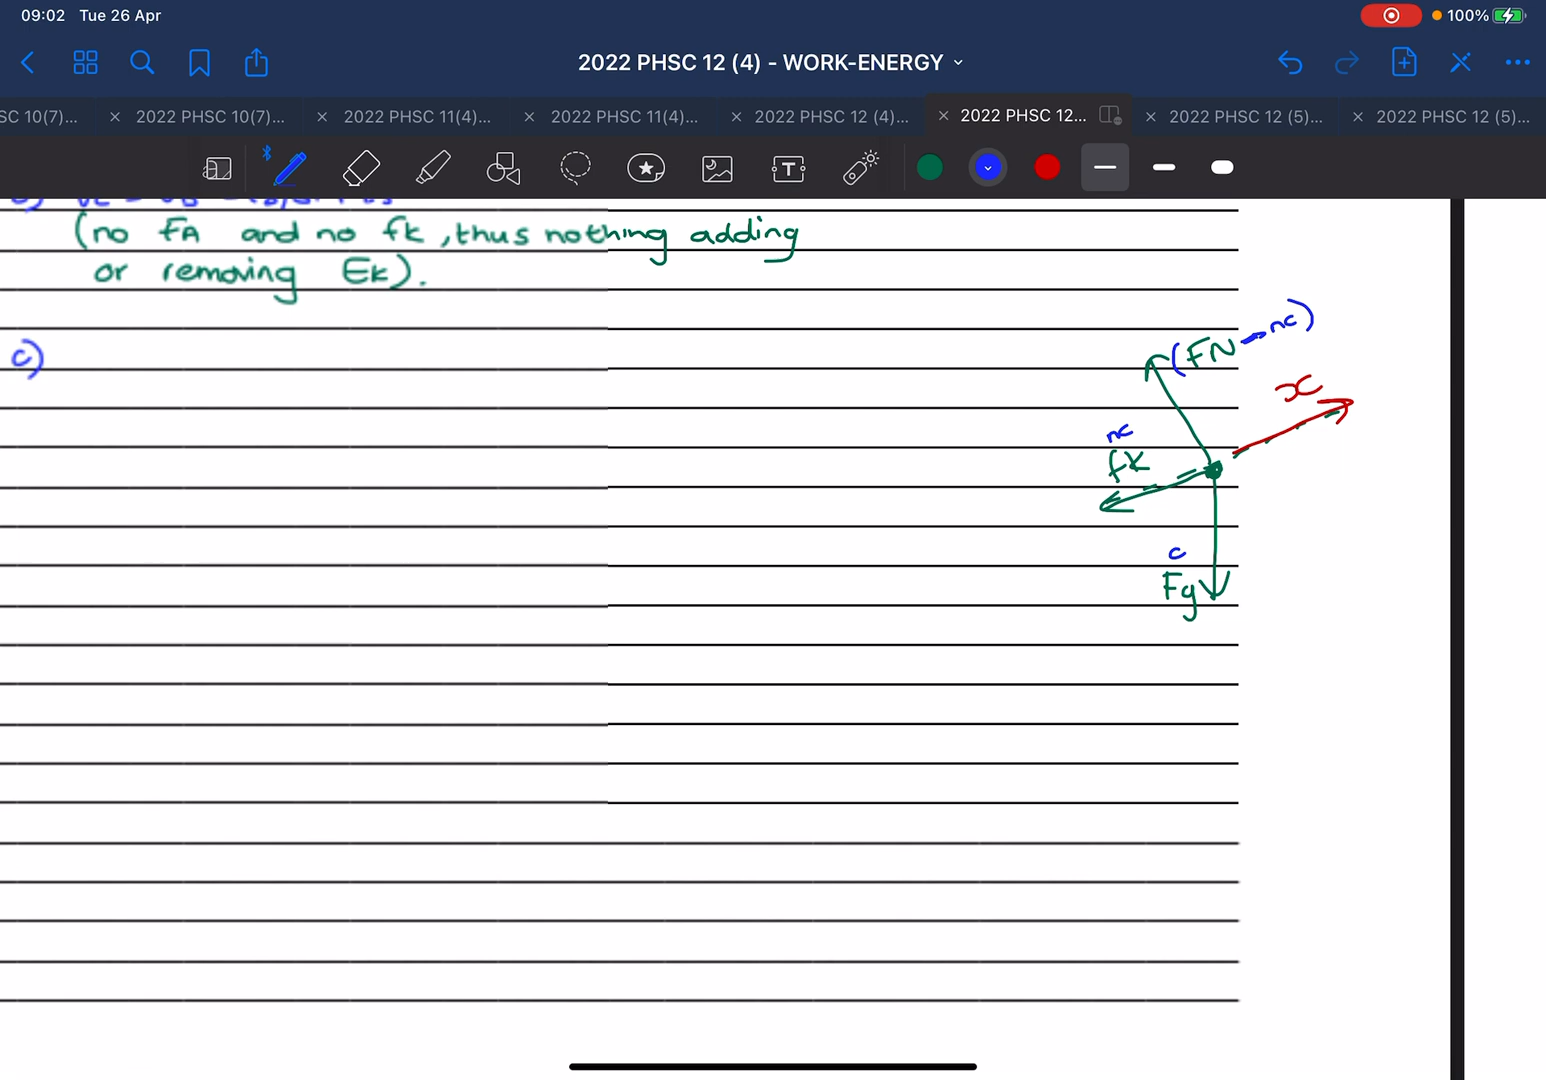 09:02 Tue 26 Apr
100%
2022 PHSC 12 (4) - WORK-ENERGY
SC 10(7)... × 2022 PHSC 10(7)... × 2022 PHSC 11(4)... × 2022 PHSC 11(4)... × 2022 PHSC 12 (4)... × 2022 PHSC 12... × 2022 PHSC 12 (5)... × 2022 PHSC 12 (5)...
(no FA and no fk, thus nothing adding
or removing Ek).
c)
(FN - nc)
x
nc
fk
c
Fg